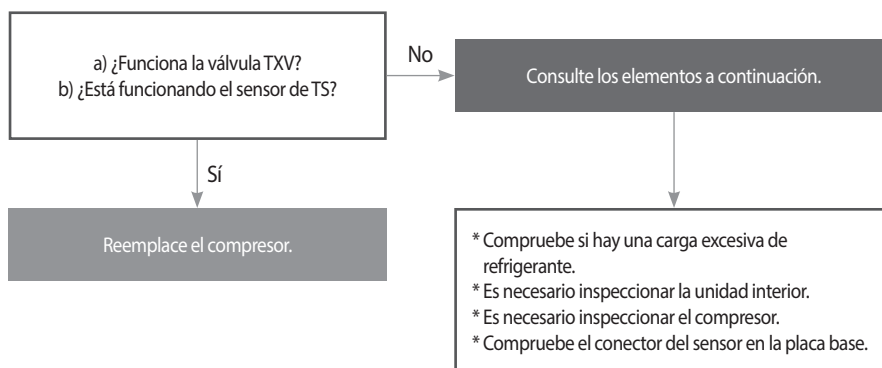 a) ¿Funciona la válvula TXV?
b) ¿Está funcionando el sensor de TS?
No
Consulte los elementos a continuación.
Sí
Reemplace el compresor.
* Compruebe si hay una carga excesiva de
refrigerante.
* Es necesario inspeccionar la unidad interior.
* Es necesario inspeccionar el compresor.
* Compruebe el conector del sensor en la placa base.